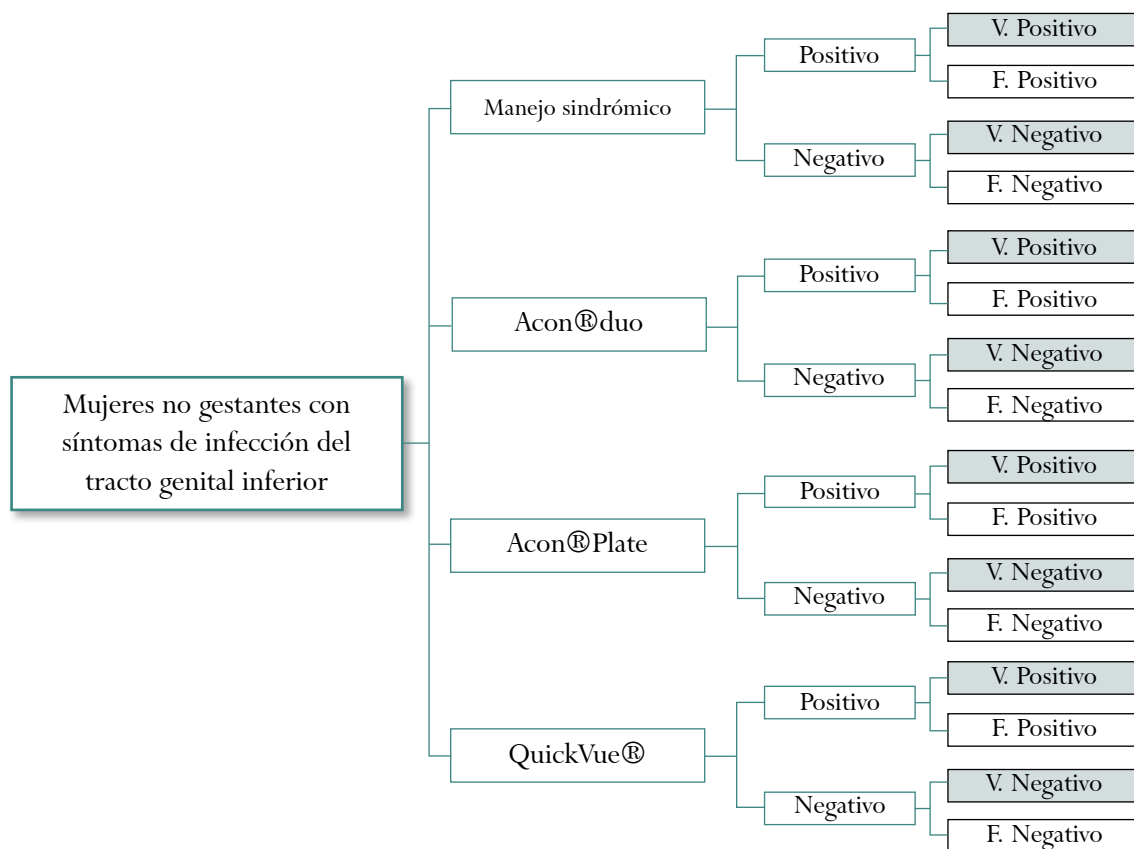 Mujeres no gestantes con
síntomas de infección del
tracto genital inferior
Manejo sindrómico
Positivo
V. Positivo
F. Positivo
Negativo
V. Negativo
F. Negativo
Acon®duo
Positivo
V. Positivo
F. Positivo
Negativo
V. Negativo
F. Negativo
Acon®Plate
Positivo
V. Positivo
F. Positivo
Negativo
V. Negativo
F. Negativo
QuickVue®
Positivo
V. Positivo
F. Positivo
Negativo
V. Negativo
F. Negativo